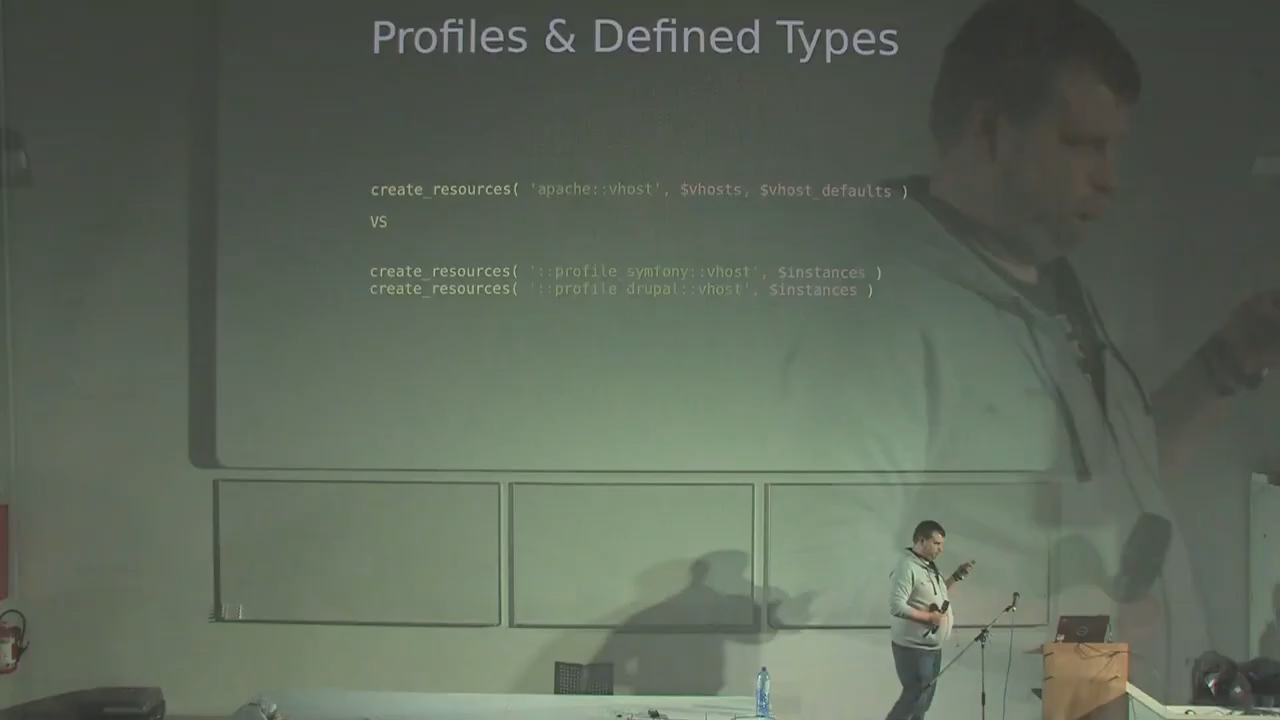 Profiles & Defined Types
create_resources( 'apache::vhost', $vhosts, $vhost_defaults )
VS
create_resources( '::profile_symfony::vhost', $instances )
create_resources( '::profile_drupal::vhost', $instances )